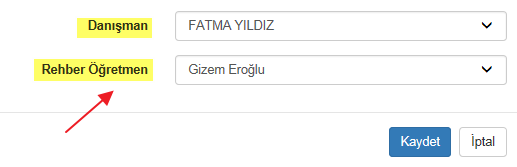 Danışman FATMA YILDIZ
Rehber Öğretmen Gizem Eroğlu
Kaydet İptal